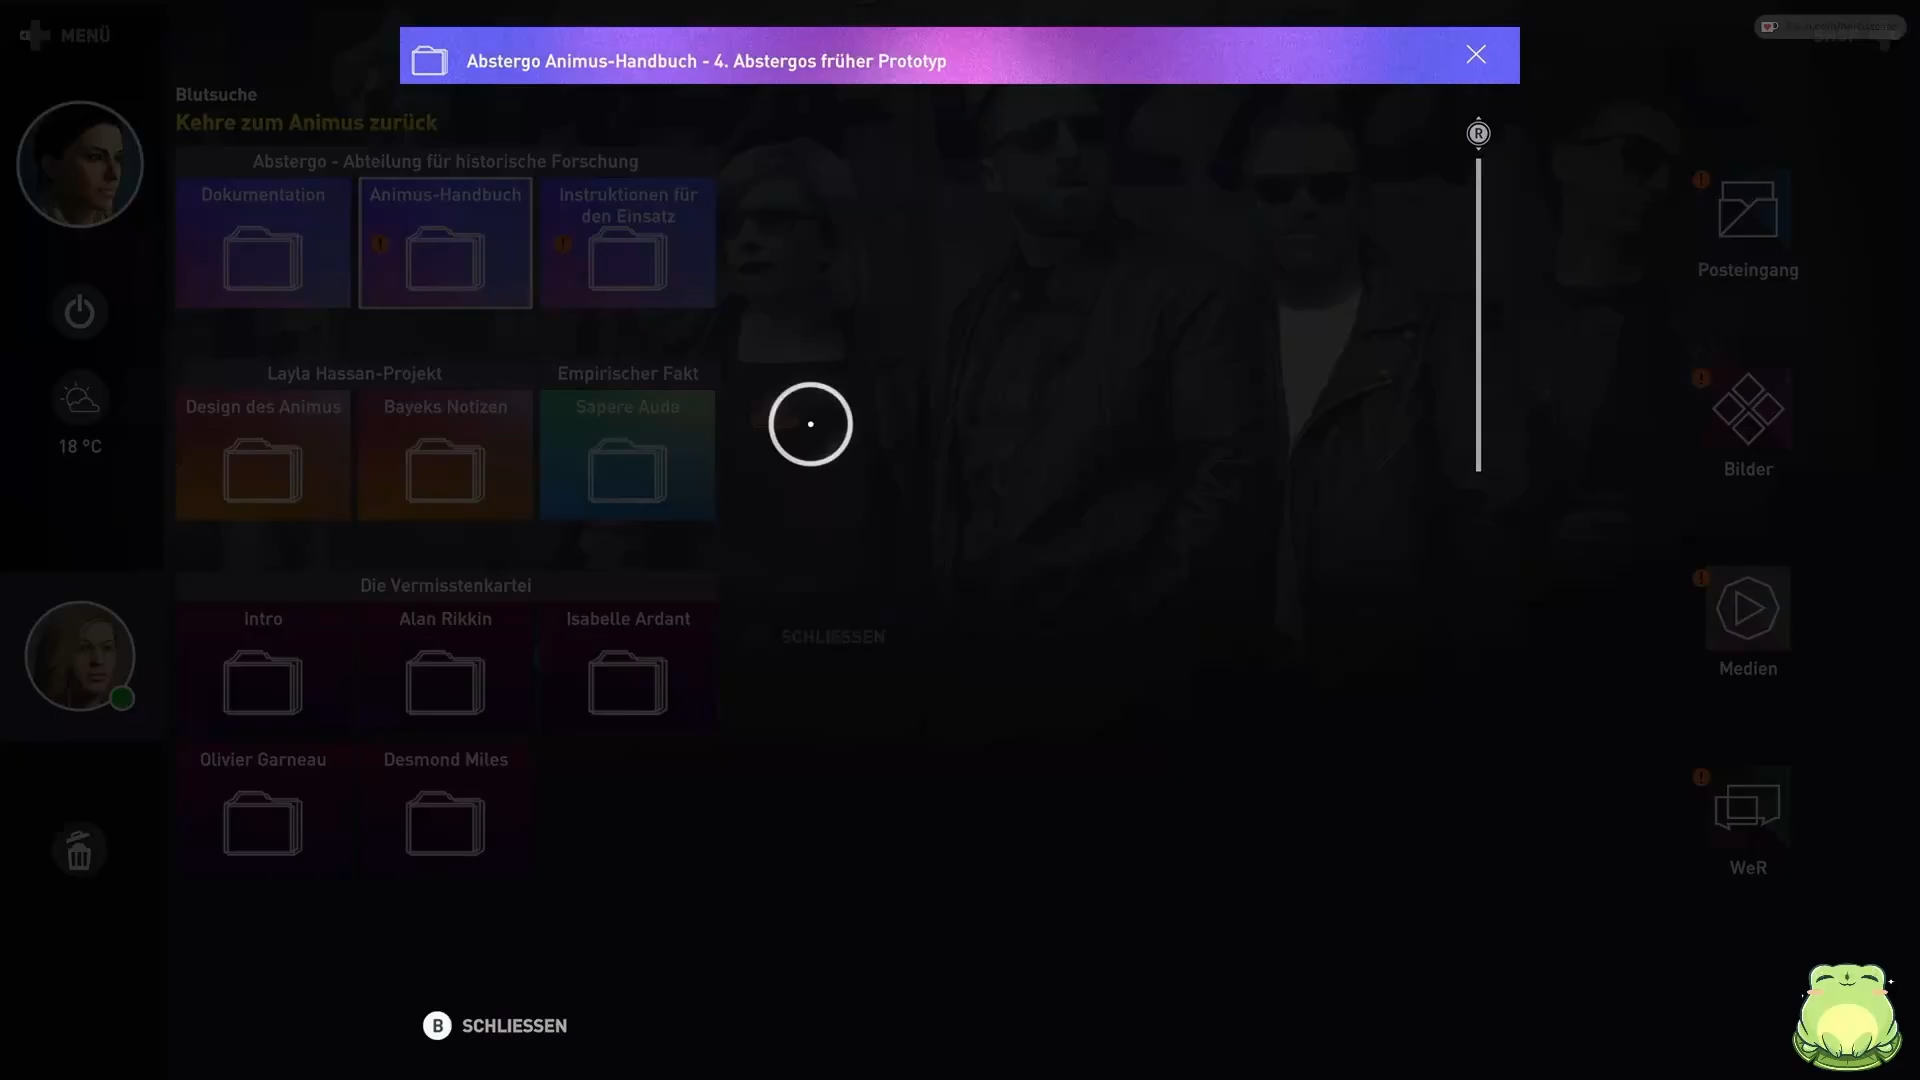 MENÜ
Abstergo Animus-Handbuch - 4. Abstergos früher Prototyp
Blutsuche
Kehre zum Animus zurück
Abstergo - Abteilung für historische Forschung
Dokumentation
Animus-Handbuch
Instruktionen für
den Einsatz
R
Posteingang
Layla Hassan-Projekt
Empirischer Fakt
Design des Animus
Bayeks Notizen
Sapere Aude
18 °C
Bilder
Die Vermisstenkartei
Intro
Alan Rikkin
Isabelle Ardant
SCHLIESSEN
Medien
Olivier Garneau
Desmond Miles
WeR
B SCHLIESSEN